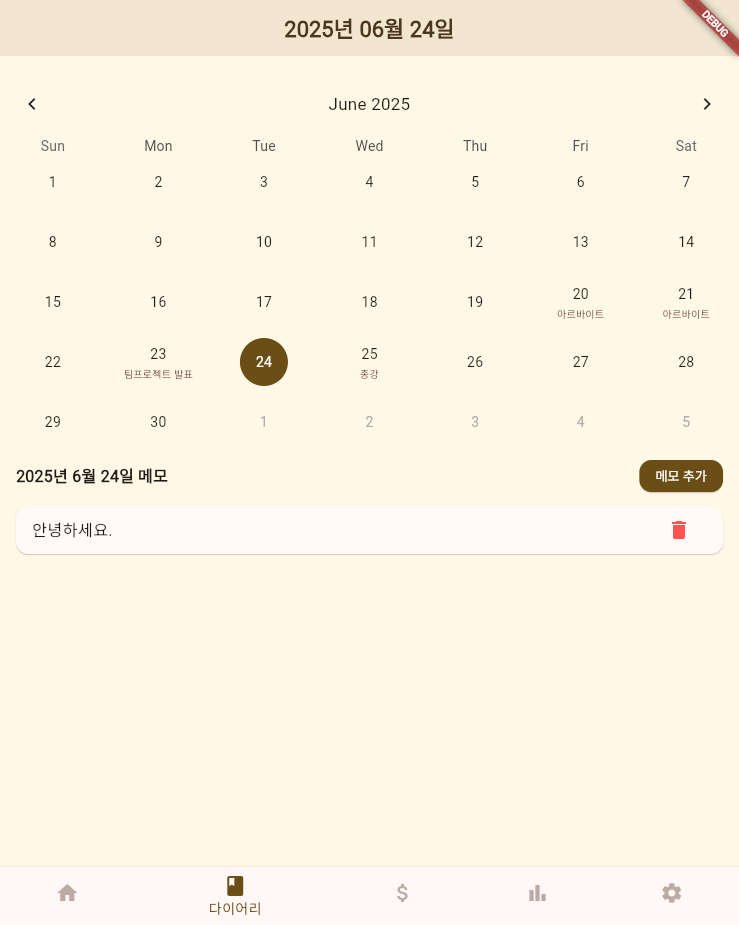 2025년 06월 24일
DEBUG
June 2025
Sun Mon Tue Wed Thu Fri Sat
1 2 3 4 5 6 7
8 9 10 11 12 13 14
15 16 17 18 19 20 21
아르바이트 아르바이트
22 23 24 25 26 27 28
팀프로젝트 발표 종강
29 30 1 2 3 4 5
2025년 6월 24일 메모
메모 추가
안녕하세요.
다이어리